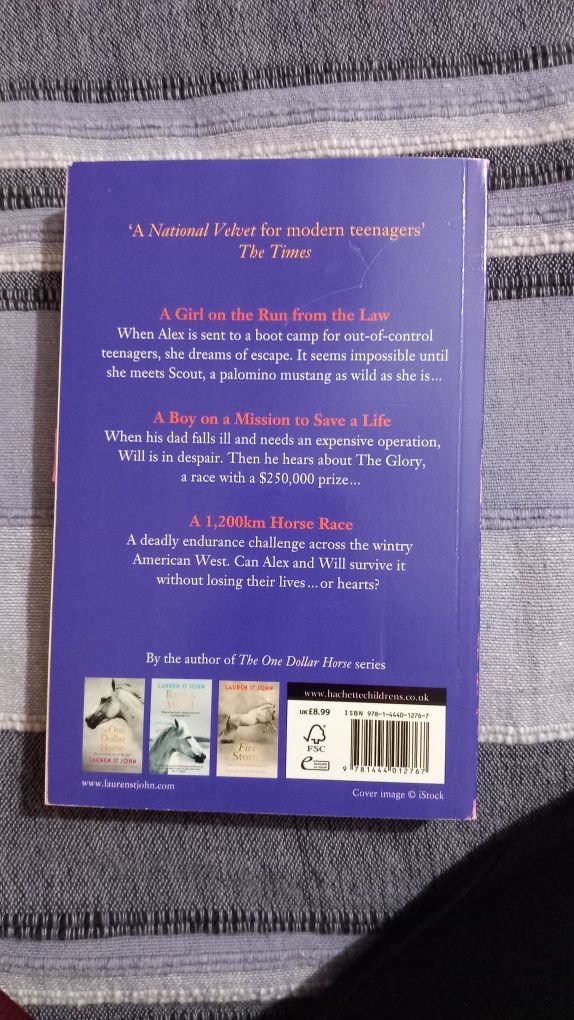 ‘A National Velvet for modern teenagers’
The Times
A Girl on the Run from the Law
When Alex is sent to a boot camp for out-of-control
teenagers, she dreams of escape. It seems impossible until
she meets Scout, a palomino mustang as wild as she is...
A Boy on a Mission to Save a Life
When his dad falls ill and needs an expensive operation,
Will is in despair. Then he hears about The Glory,
a race with a $250,000 prize...
A 1,200km Horse Race
A deadly endurance challenge across the wintry
American West. Can Alex and Will survive it
without losing their lives...or hearts?
By the author of The One Dollar Horse series
The
One
Dollar
Horse
LAUREN ST JOHN
LAUREN ST JOHN
LAUREN ST JOHN
Fire
Storm
www.hachettechildrens.co.uk
UK £8.99
ISBN 978-1-4440-1276-7
FSC
9 781444 012767
www.laurenstjohn.com
Cover image © iStock